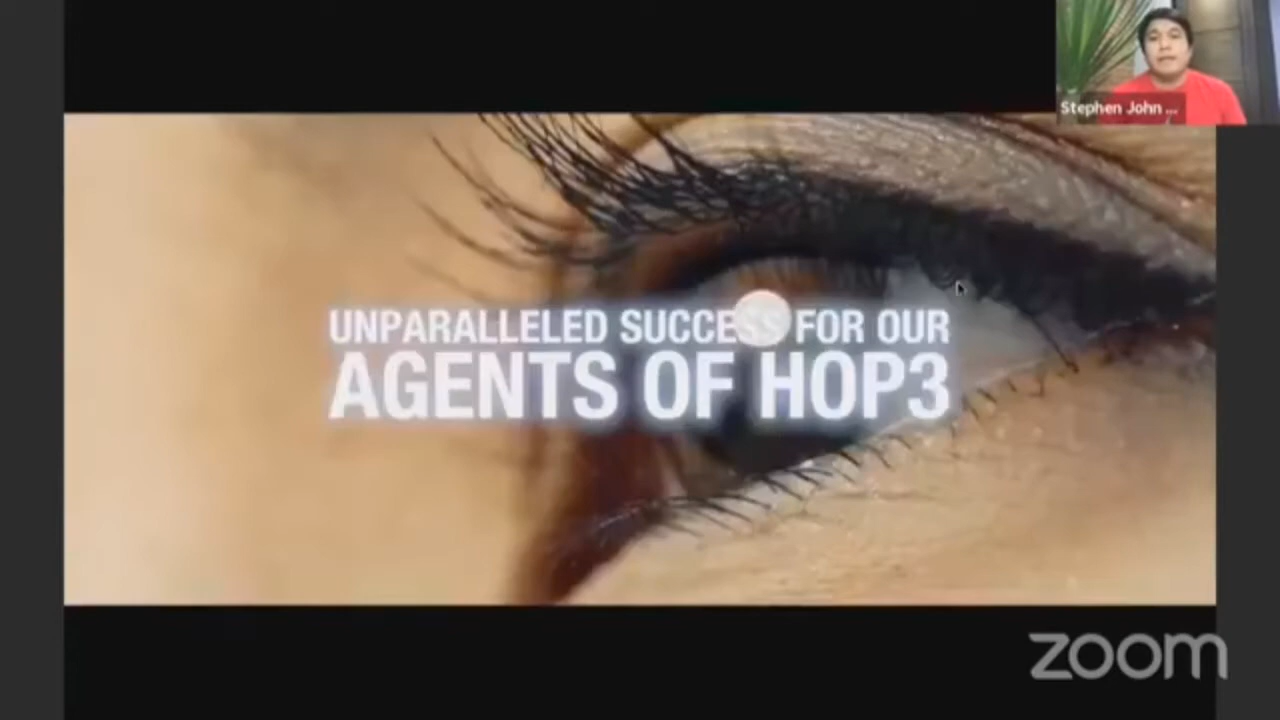 Stephen John ...
UNPARALLELED SUCCESS FOR OUR
AGENTS OF HOP3
zoom